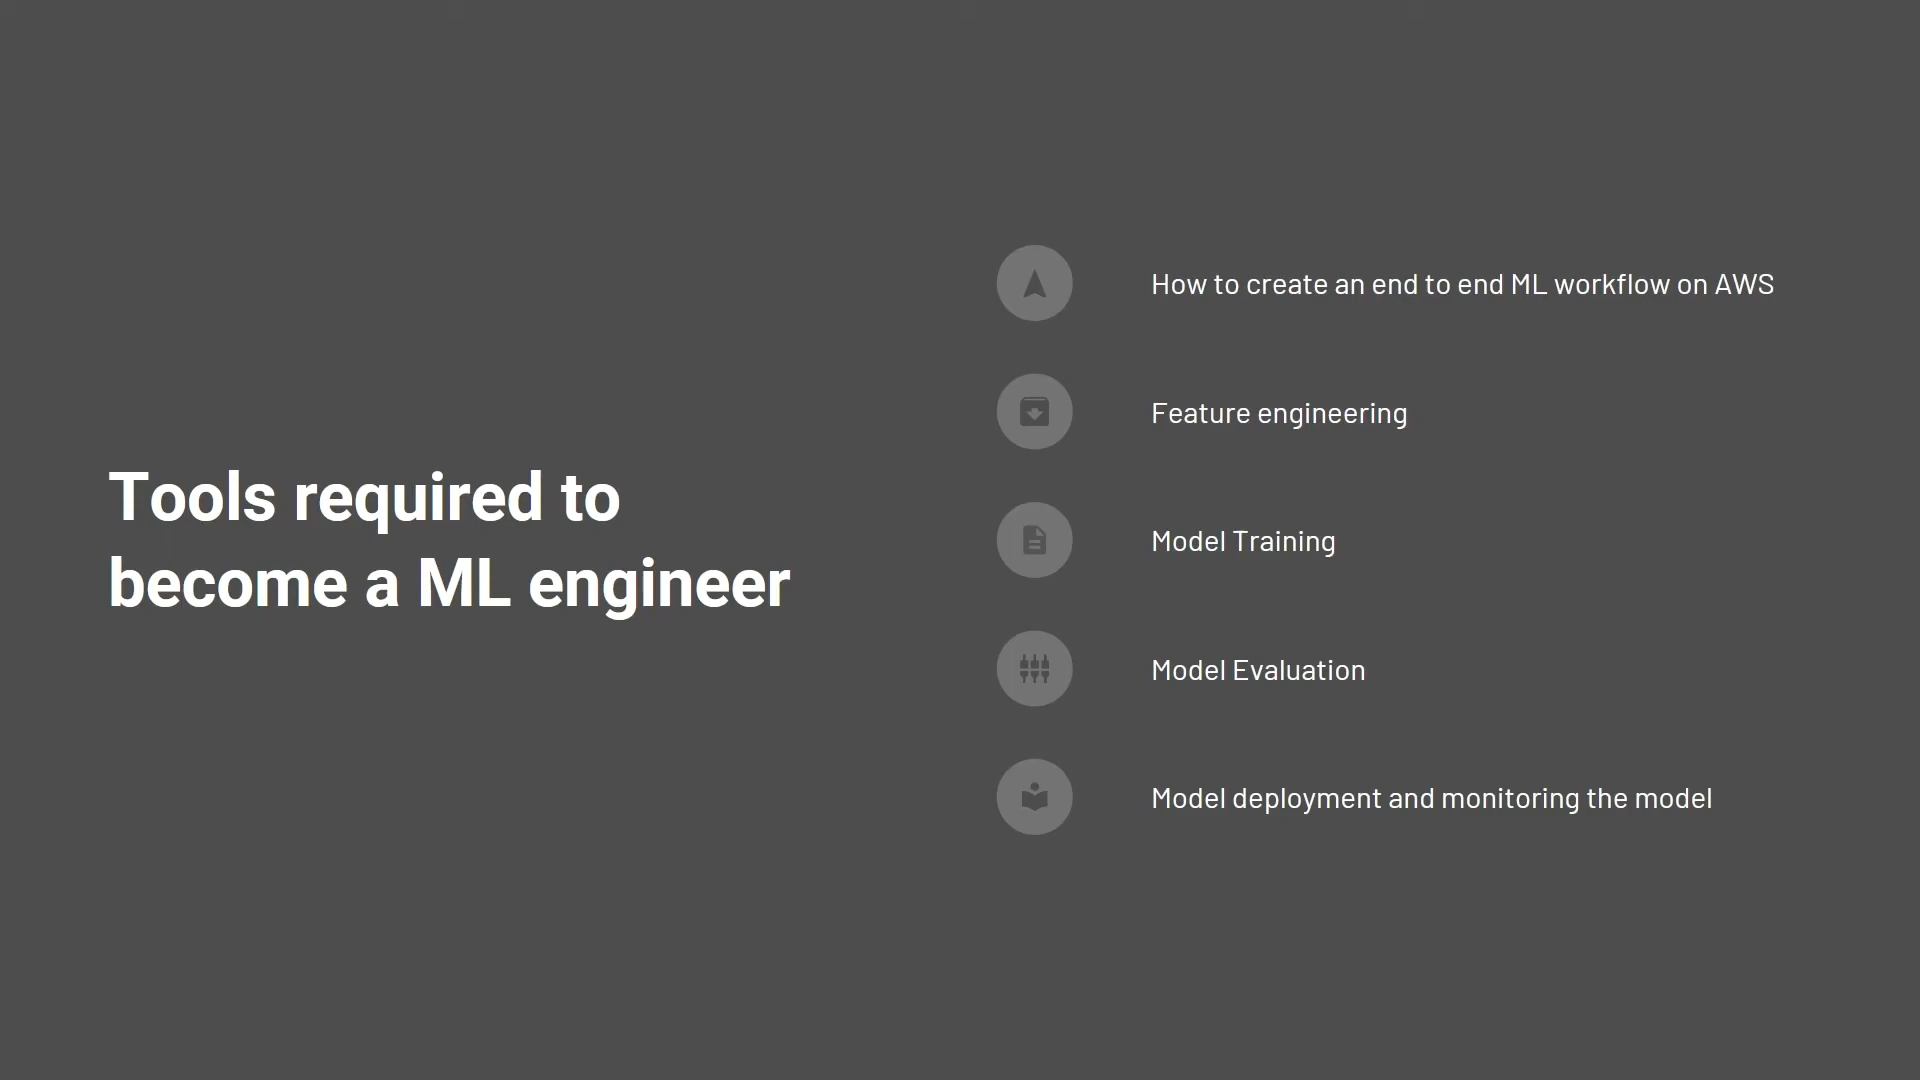 Tools required to
become a ML engineer
How to create an end to end ML workflow on AWS
Feature engineering
Model Training
Model Evaluation
Model deployment and monitoring the model